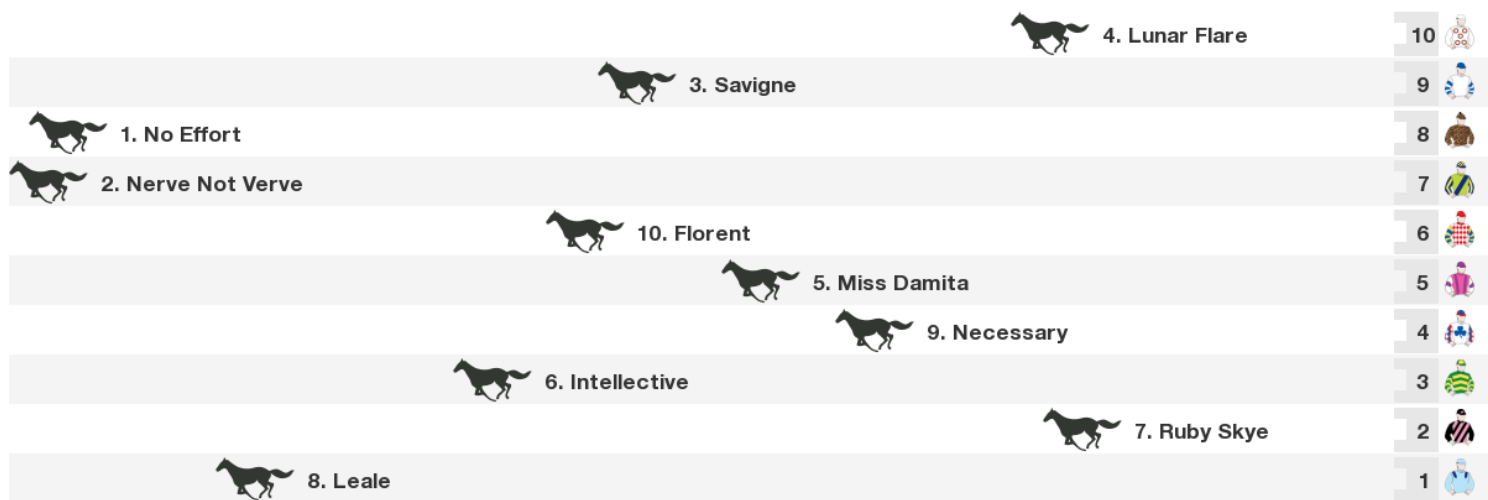 4. Lunar Flare 10
3. Savigne 9
1. No Effort 8
2. Nerve Not Verve 7
10. Florent 6
5. Miss Damita 5
9. Necessary 4
6. Intellective 3
7. Ruby Skye 2
8. Leale 1